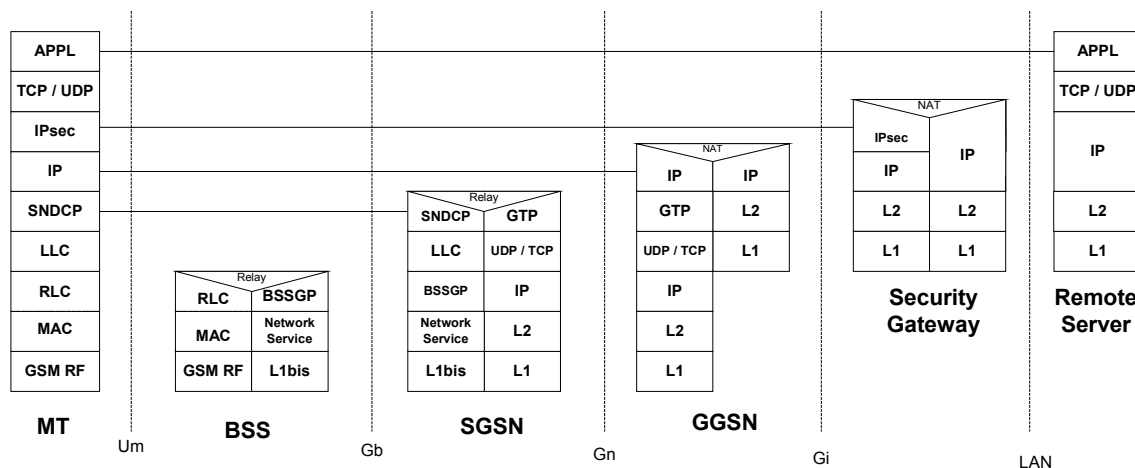 APPL
TCP / UDP
IPsec
IP
SNDCP
LLC
RLC
MAC
GSM RF
MT
Um
Relay
RLC
BSSGP
MAC
Network
Service
GSM RF
L1bis
BSS
Gb
Relay
SNDCP
GTP
LLC
UDP / TCP
BSSGP
IP
Network
Service
L2
L1bis
L1
SGSN
Gn
NAT
IP
IP
GTP
L2
UDP / TCP
L1
IP
L2
L1
GGSN
Gi
NAT
IPsec
IP
IP
L2
L2
L1
L1
Security
Gateway
LAN
APPL
TCP / UDP
IP
L2
L1
Remote
Server